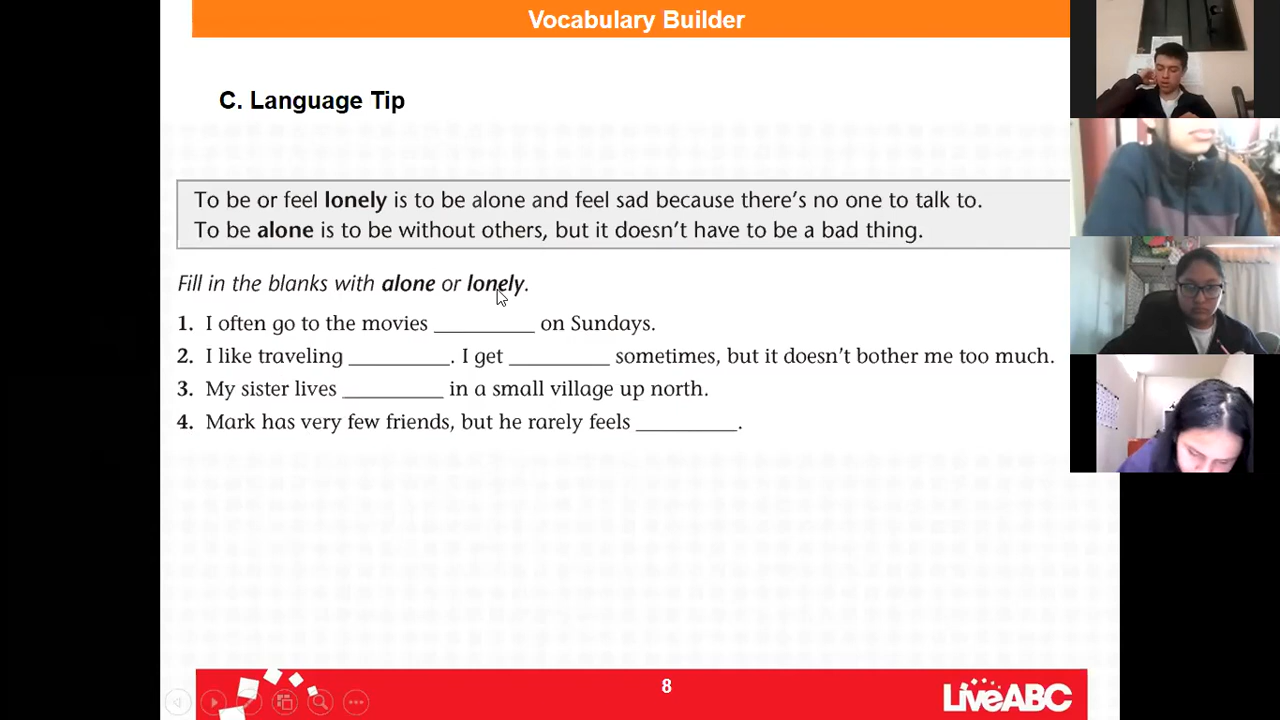 Vocabulary Builder
C. Language Tip
To be or feel lonely is to be alone and feel sad because there's no one to talk to.
To be alone is to be without others, but it doesn't have to be a bad thing.
Fill in the blanks with alone or lonely.
1. I often go to the movies __________ on Sundays.
2. I like traveling __________. I get __________ sometimes, but it doesn't bother me too much.
3. My sister lives __________ in a small village up north.
4. Mark has very few friends, but he rarely feels __________.
8
LiveABC